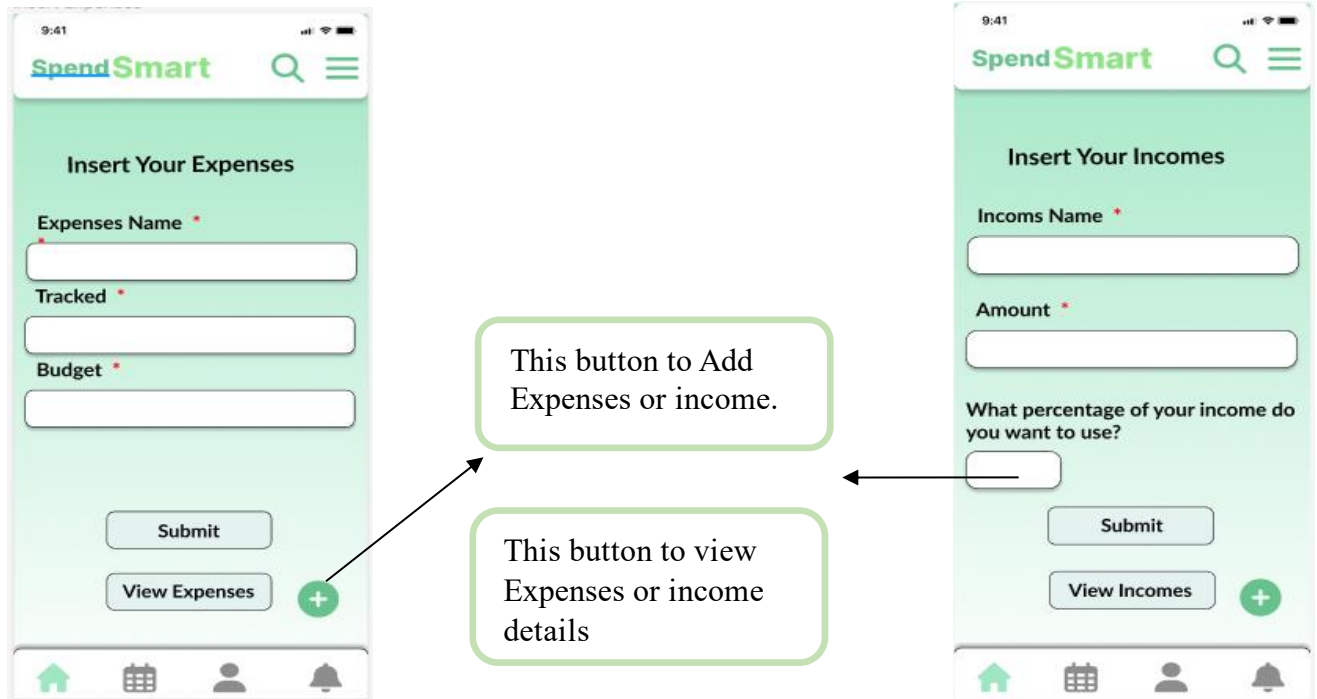 9:41
SpendSmart
Insert Your Expenses
Expenses Name *
*
Tracked *
Budget *
Submit
View Expenses
+
This button to Add
Expenses or income.
This button to view
Expenses or income
details
9:41
SpendSmart
Insert Your Incomes
Incoms Name *
Amount *
What percentage of your income do
you want to use?
Submit
View Incomes
+